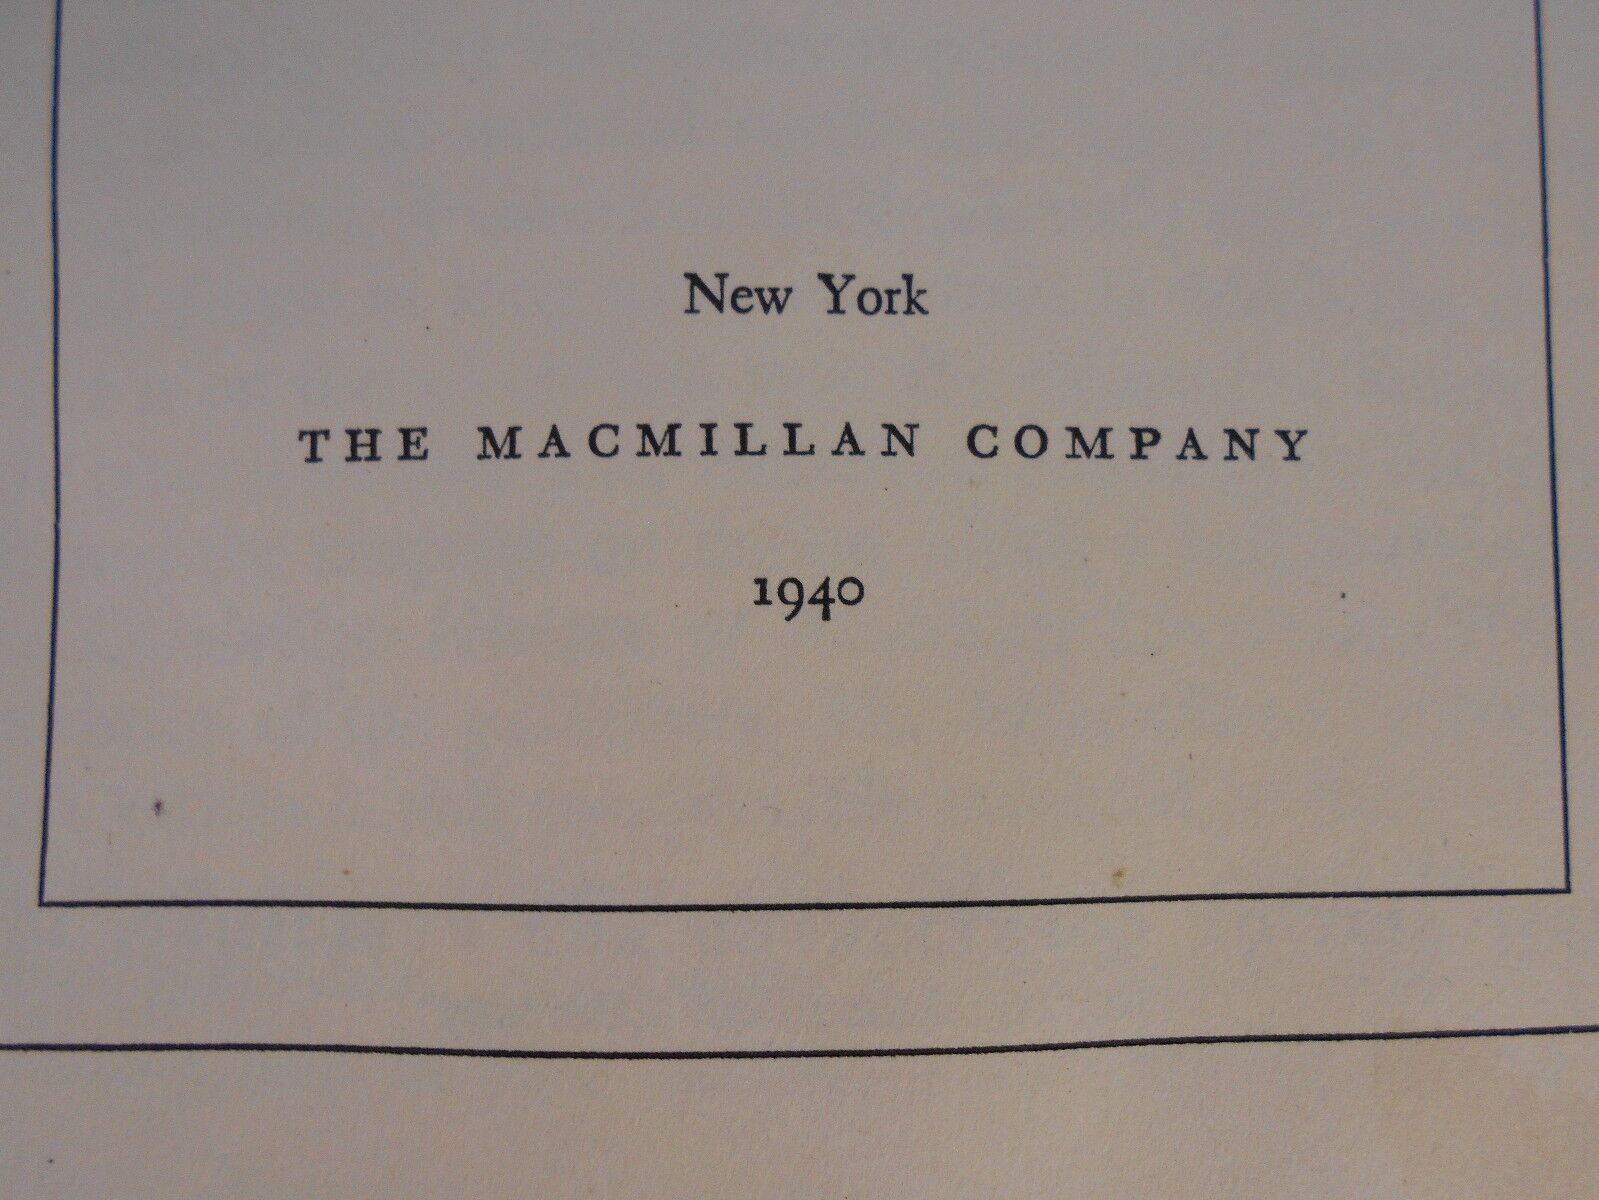 New York
THE MACMILLAN COMPANY
1940